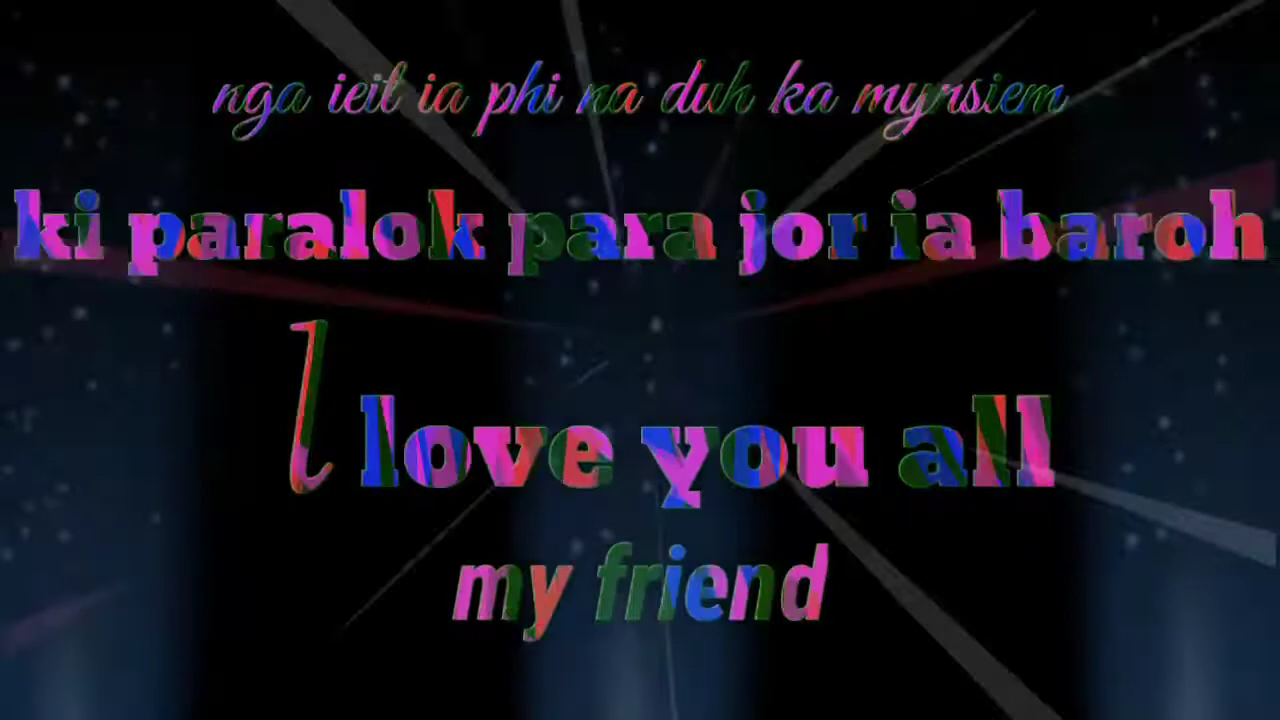 nga ieit ia phi na duh ka myrsiem
ki paralok para jor ia baroh
l love you all
my friend